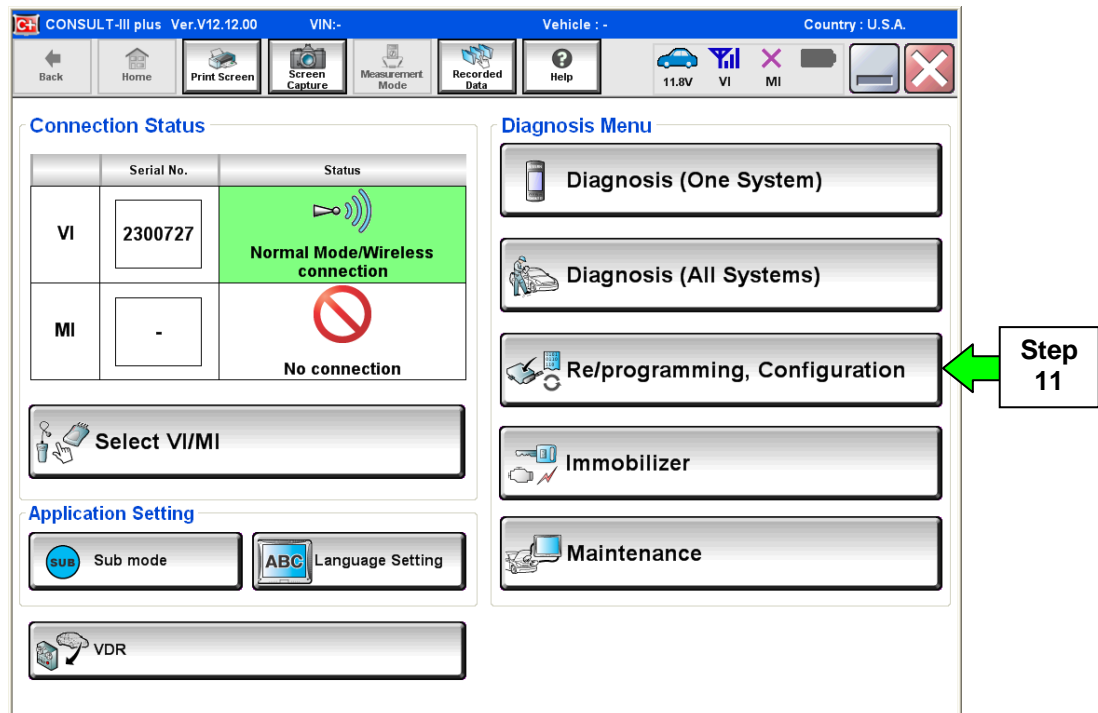 CONSULT-III plus Ver.V12.12.00 VIN:- Vehicle : - Country : U.S.A.
Back
Home
Print Screen
Screen
Capture
Measurement
Mode
Recorded
Data
Help
11.8V
VI
MI
Connection Status
Serial No.
Status
VI
2300727
Normal Mode/Wireless
connection
MI
-
No connection
Select VI/MI
Application Setting
SUB
Sub mode
ABC
Language Setting
VDR
Diagnosis Menu
Diagnosis (One System)
Diagnosis (All Systems)
Re/programming, Configuration
Immobilizer
Maintenance
Step
11